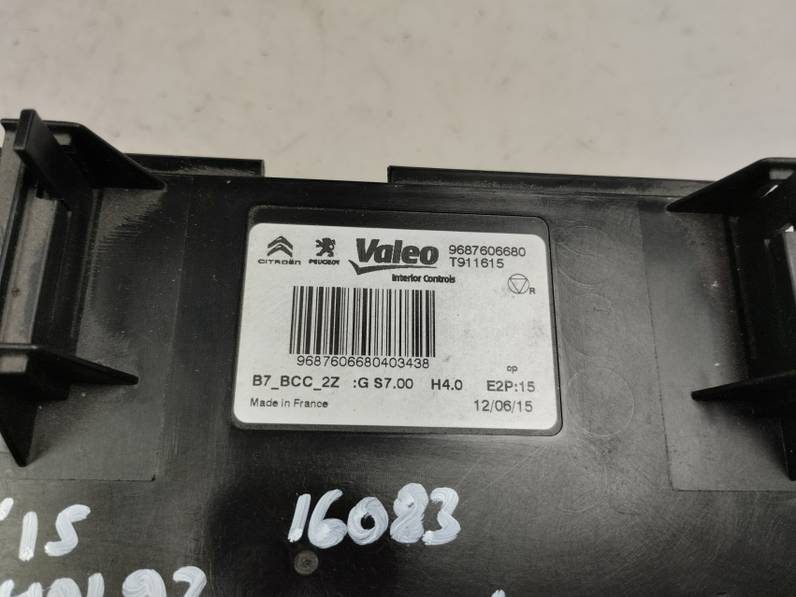 CITROËN PEUGEOT Valeo 9687606680
T911615
Interior Controls
R
9687606680403438
op
B7_BCC_2Z :G S7.00 H4.0 E2P:15
Made in France 12/06/15
'15 16083